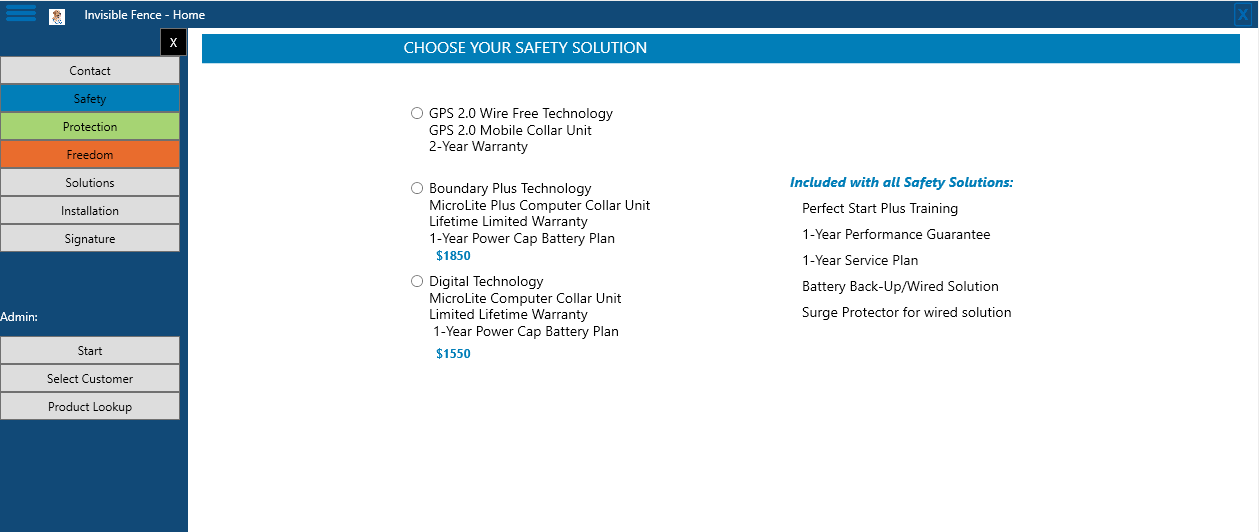 Invisible Fence - Home
X
X
Contact
Safety
Protection
Freedom
Solutions
Installation
Signature
Admin:
Start
Select Customer
Product Lookup
CHOOSE YOUR SAFETY SOLUTION
GPS 2.0 Wire Free Technology
GPS 2.0 Mobile Collar Unit
2-Year Warranty
Boundary Plus Technology
MicroLite Plus Computer Collar Unit
Lifetime Limited Warranty
1-Year Power Cap Battery Plan
$1850
Digital Technology
MicroLite Computer Collar Unit
Limited Lifetime Warranty
1-Year Power Cap Battery Plan
$1550
Included with all Safety Solutions:
Perfect Start Plus Training
1-Year Performance Guarantee
1-Year Service Plan
Battery Back-Up/Wired Solution
Surge Protector for wired solution